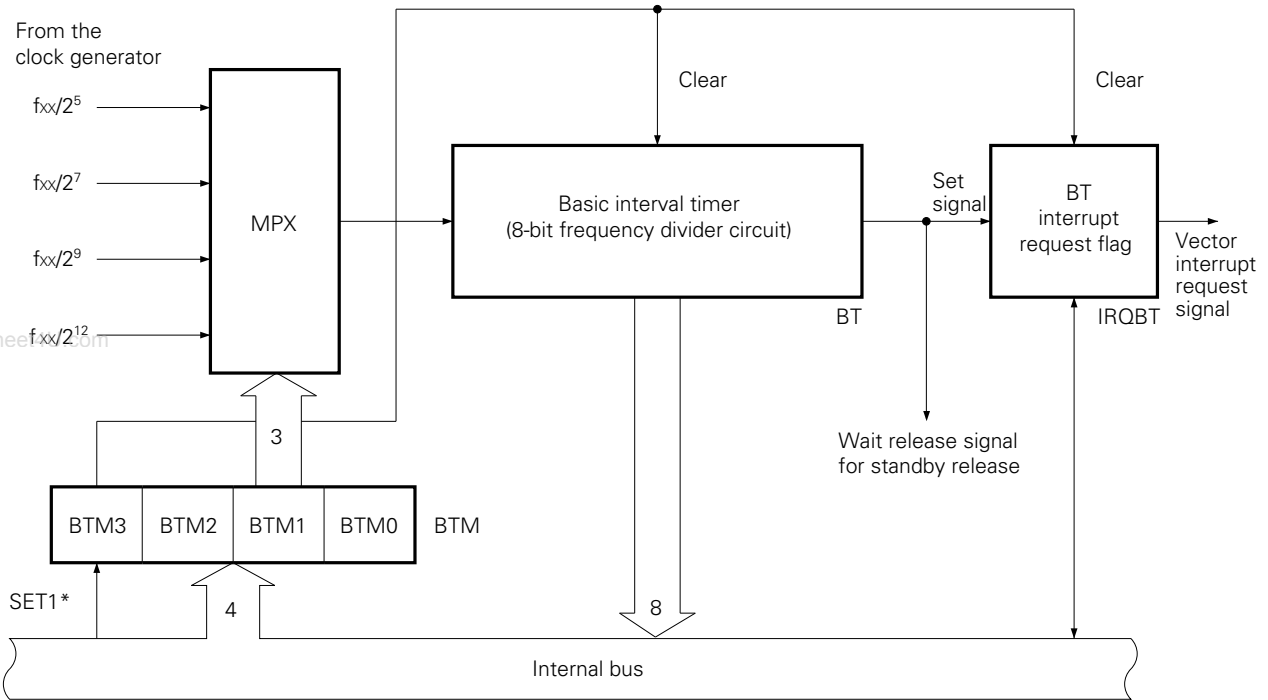 From the
clock generator
fxx/2⁵
fxx/2⁷
fxx/2⁹
fxx/2¹²
MPX
Clear
Clear
Basic interval timer
(8-bit frequency divider circuit)
BT
Set
signal
BT
interrupt
request flag
IRQBT
Vector
interrupt
request
signal
Wait release signal
for standby release
3
BTM3
BTM2
BTM1
BTM0
BTM
SET1*
4
8
Internal bus